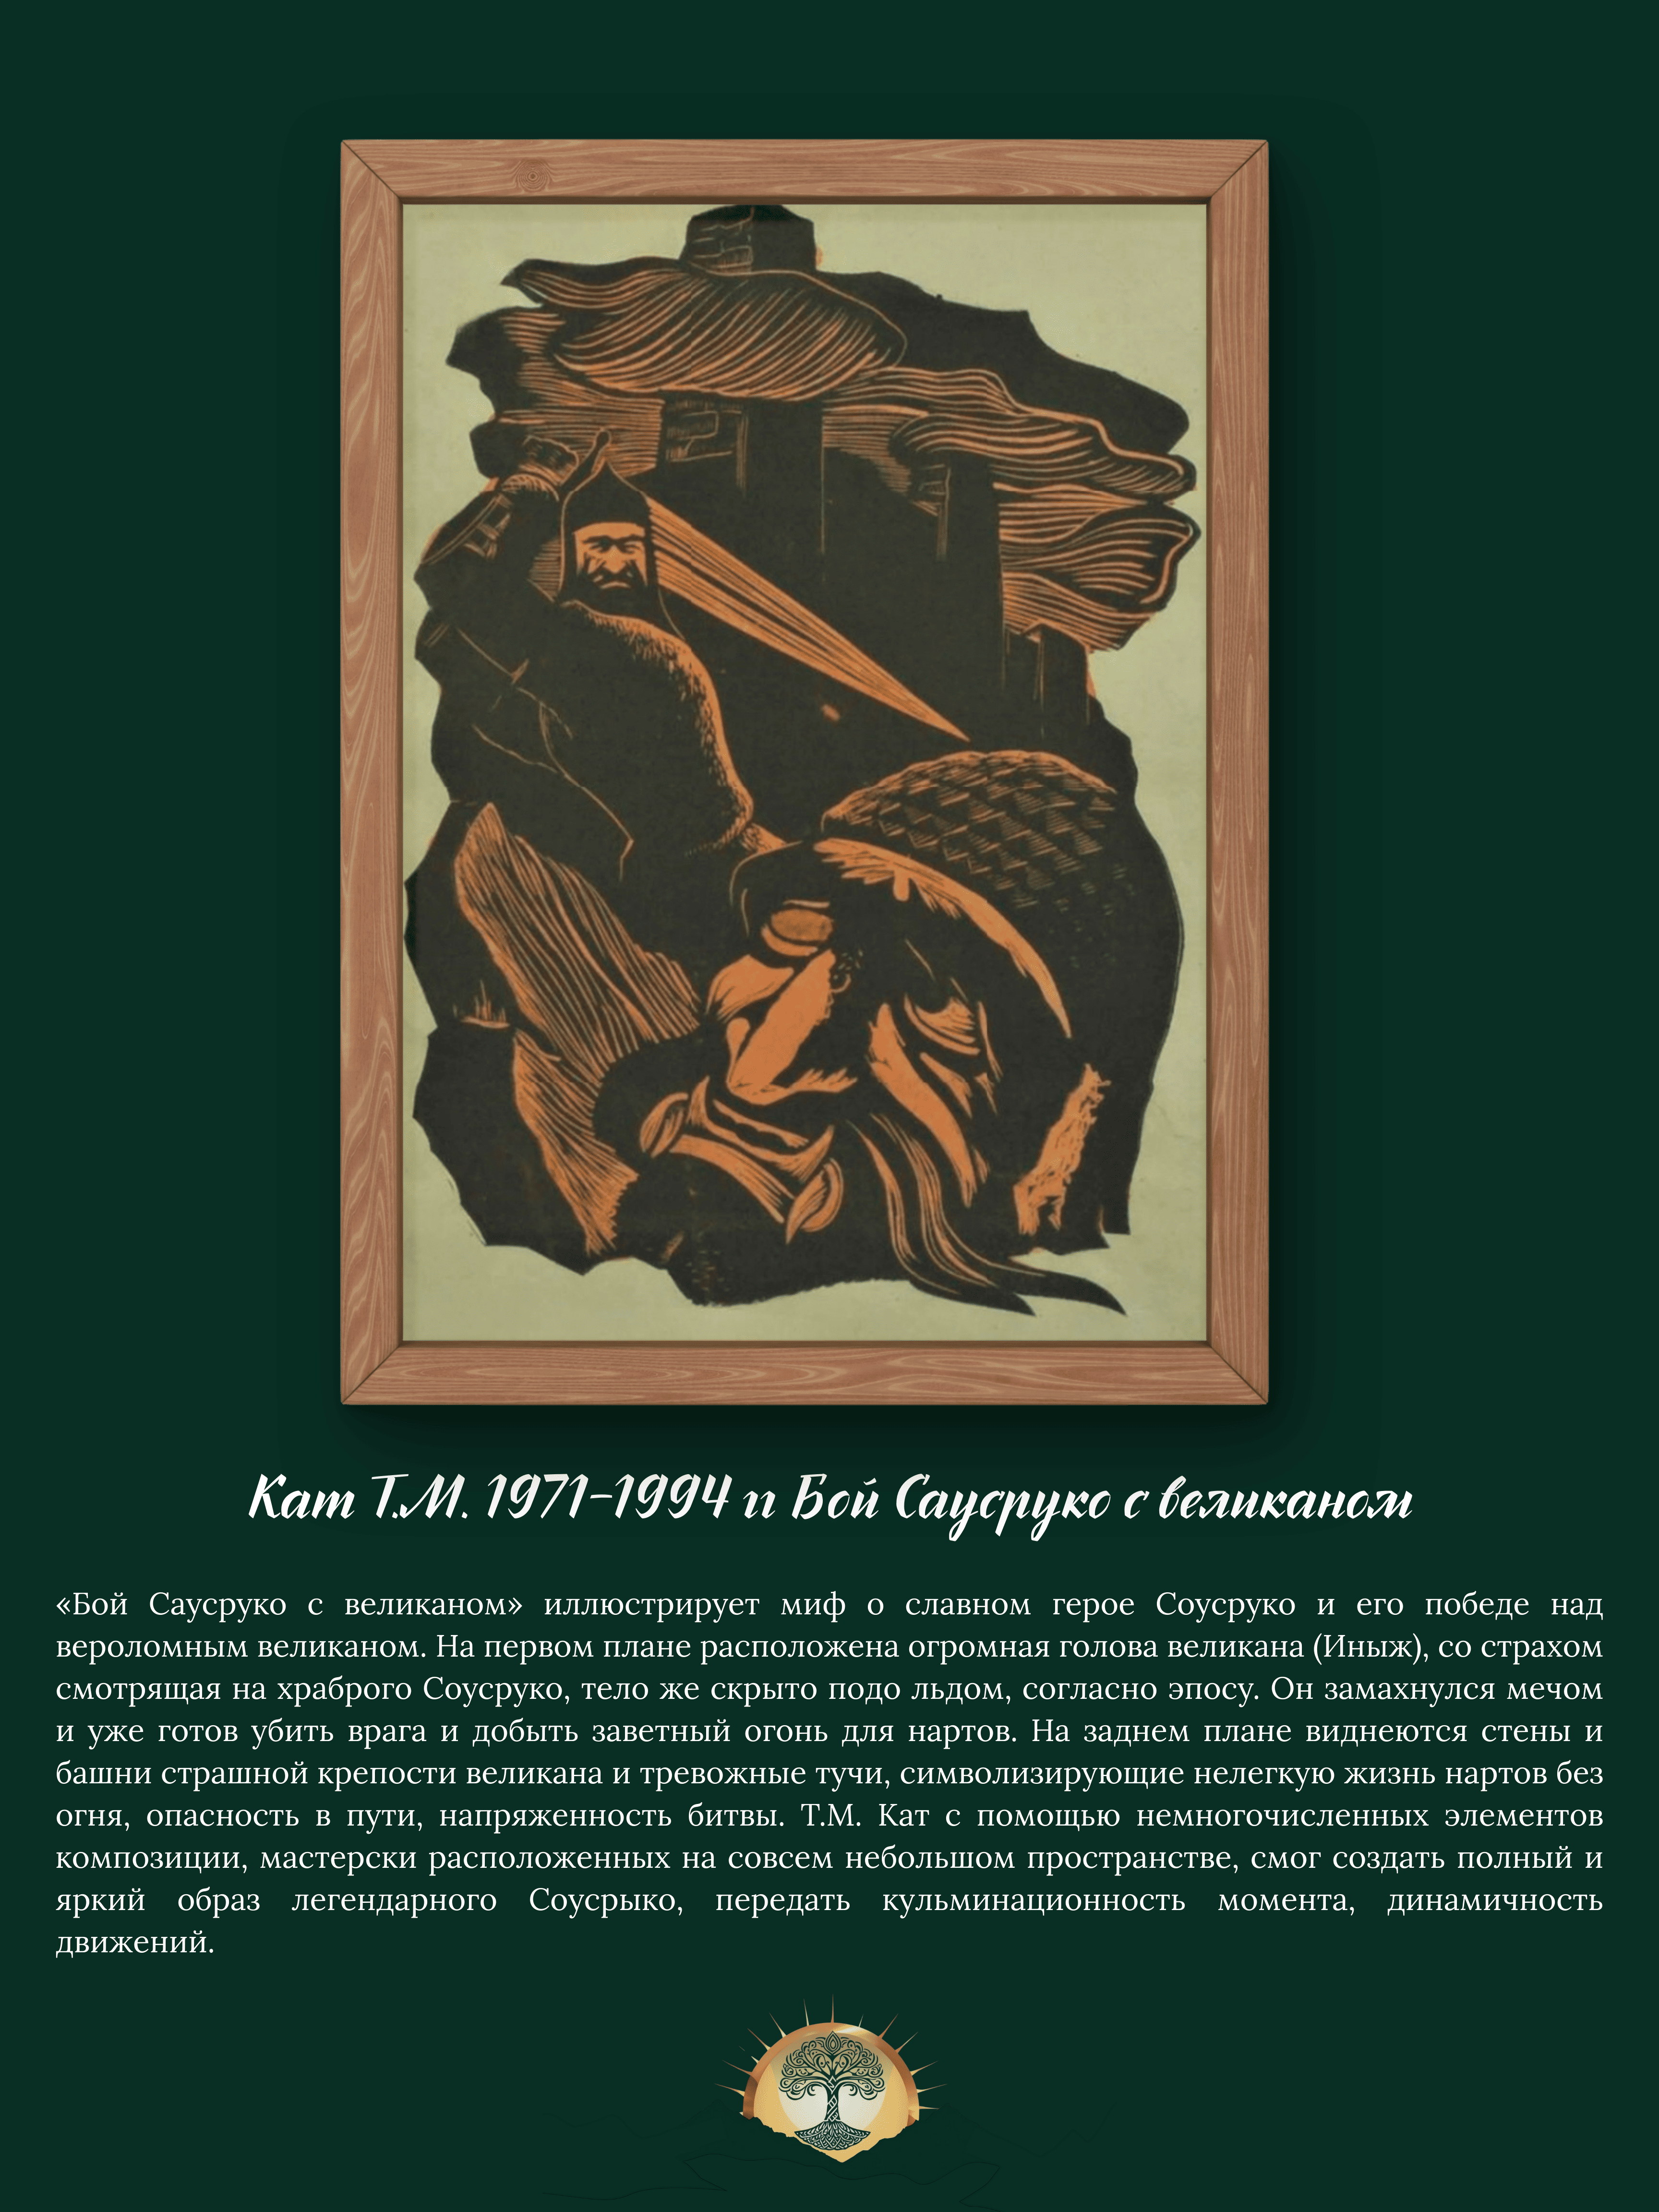 Кат Т.М. 1971-1994 гг Бой Саусруко с великаном
«Бой Саусруко с великаном» иллюстрирует миф о славном герое Соусруко и его победе над
вероломным великаном. На первом плане расположена огромная голова великана (Иныж), со страхом
смотрящая на храброго Соусруко, тело же скрыто подо льдом, согласно эпосу. Он замахнулся мечом
и уже готов убить врага и добыть заветный огонь для нартов. На заднем плане виднеются стены и
башни страшной крепости великана и тревожные тучи, символизирующие нелегкую жизнь нартов без
огня, опасность в пути, напряженность битвы. Т.М. Кат с помощью немногочисленных элементов
композиции, мастерски расположенных на совсем небольшом пространстве, смог создать полный и
яркий образ легендарного Соусрыко, передать кульминационность момента, динамичность
движений.